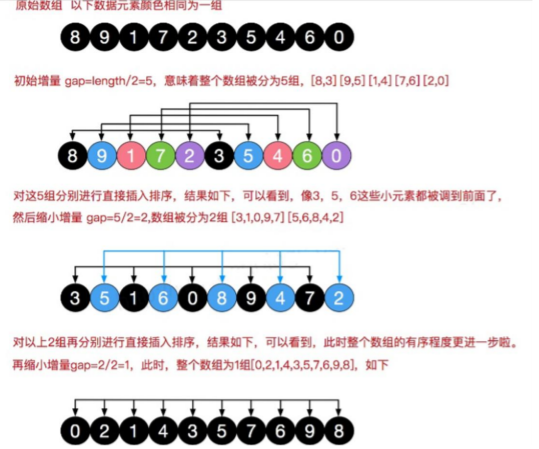 原始数组 以下数据元素颜色相同为一组
8 9 1 7 2 3 5 4 6 0
初始增量 gap=length/2=5，意味着整个数组被分为5组，[8,3][9,5][1,4][7,6][2,0]
8 9 1 7 2 3 5 4 6 0
对这5组分别进行直接插入排序，结果如下，可以看到，像3，5，6这些小元素都被调到前面了，
然后缩小增量 gap=5/2=2,数组被分为2组 [3,1,0,9,7] [5,6,8,4,2]
3 5 1 6 0 8 9 4 7 2
对以上2组再分别进行直接插入排序，结果如下，可以看到，此时整个数组的有序程度更进一步啦。
再缩小增量gap=2/2=1，此时，整个数组为1组[0,2,1,4,3,5,7,6,9,8]，如下
0 2 1 4 3 5 7 6 9 8